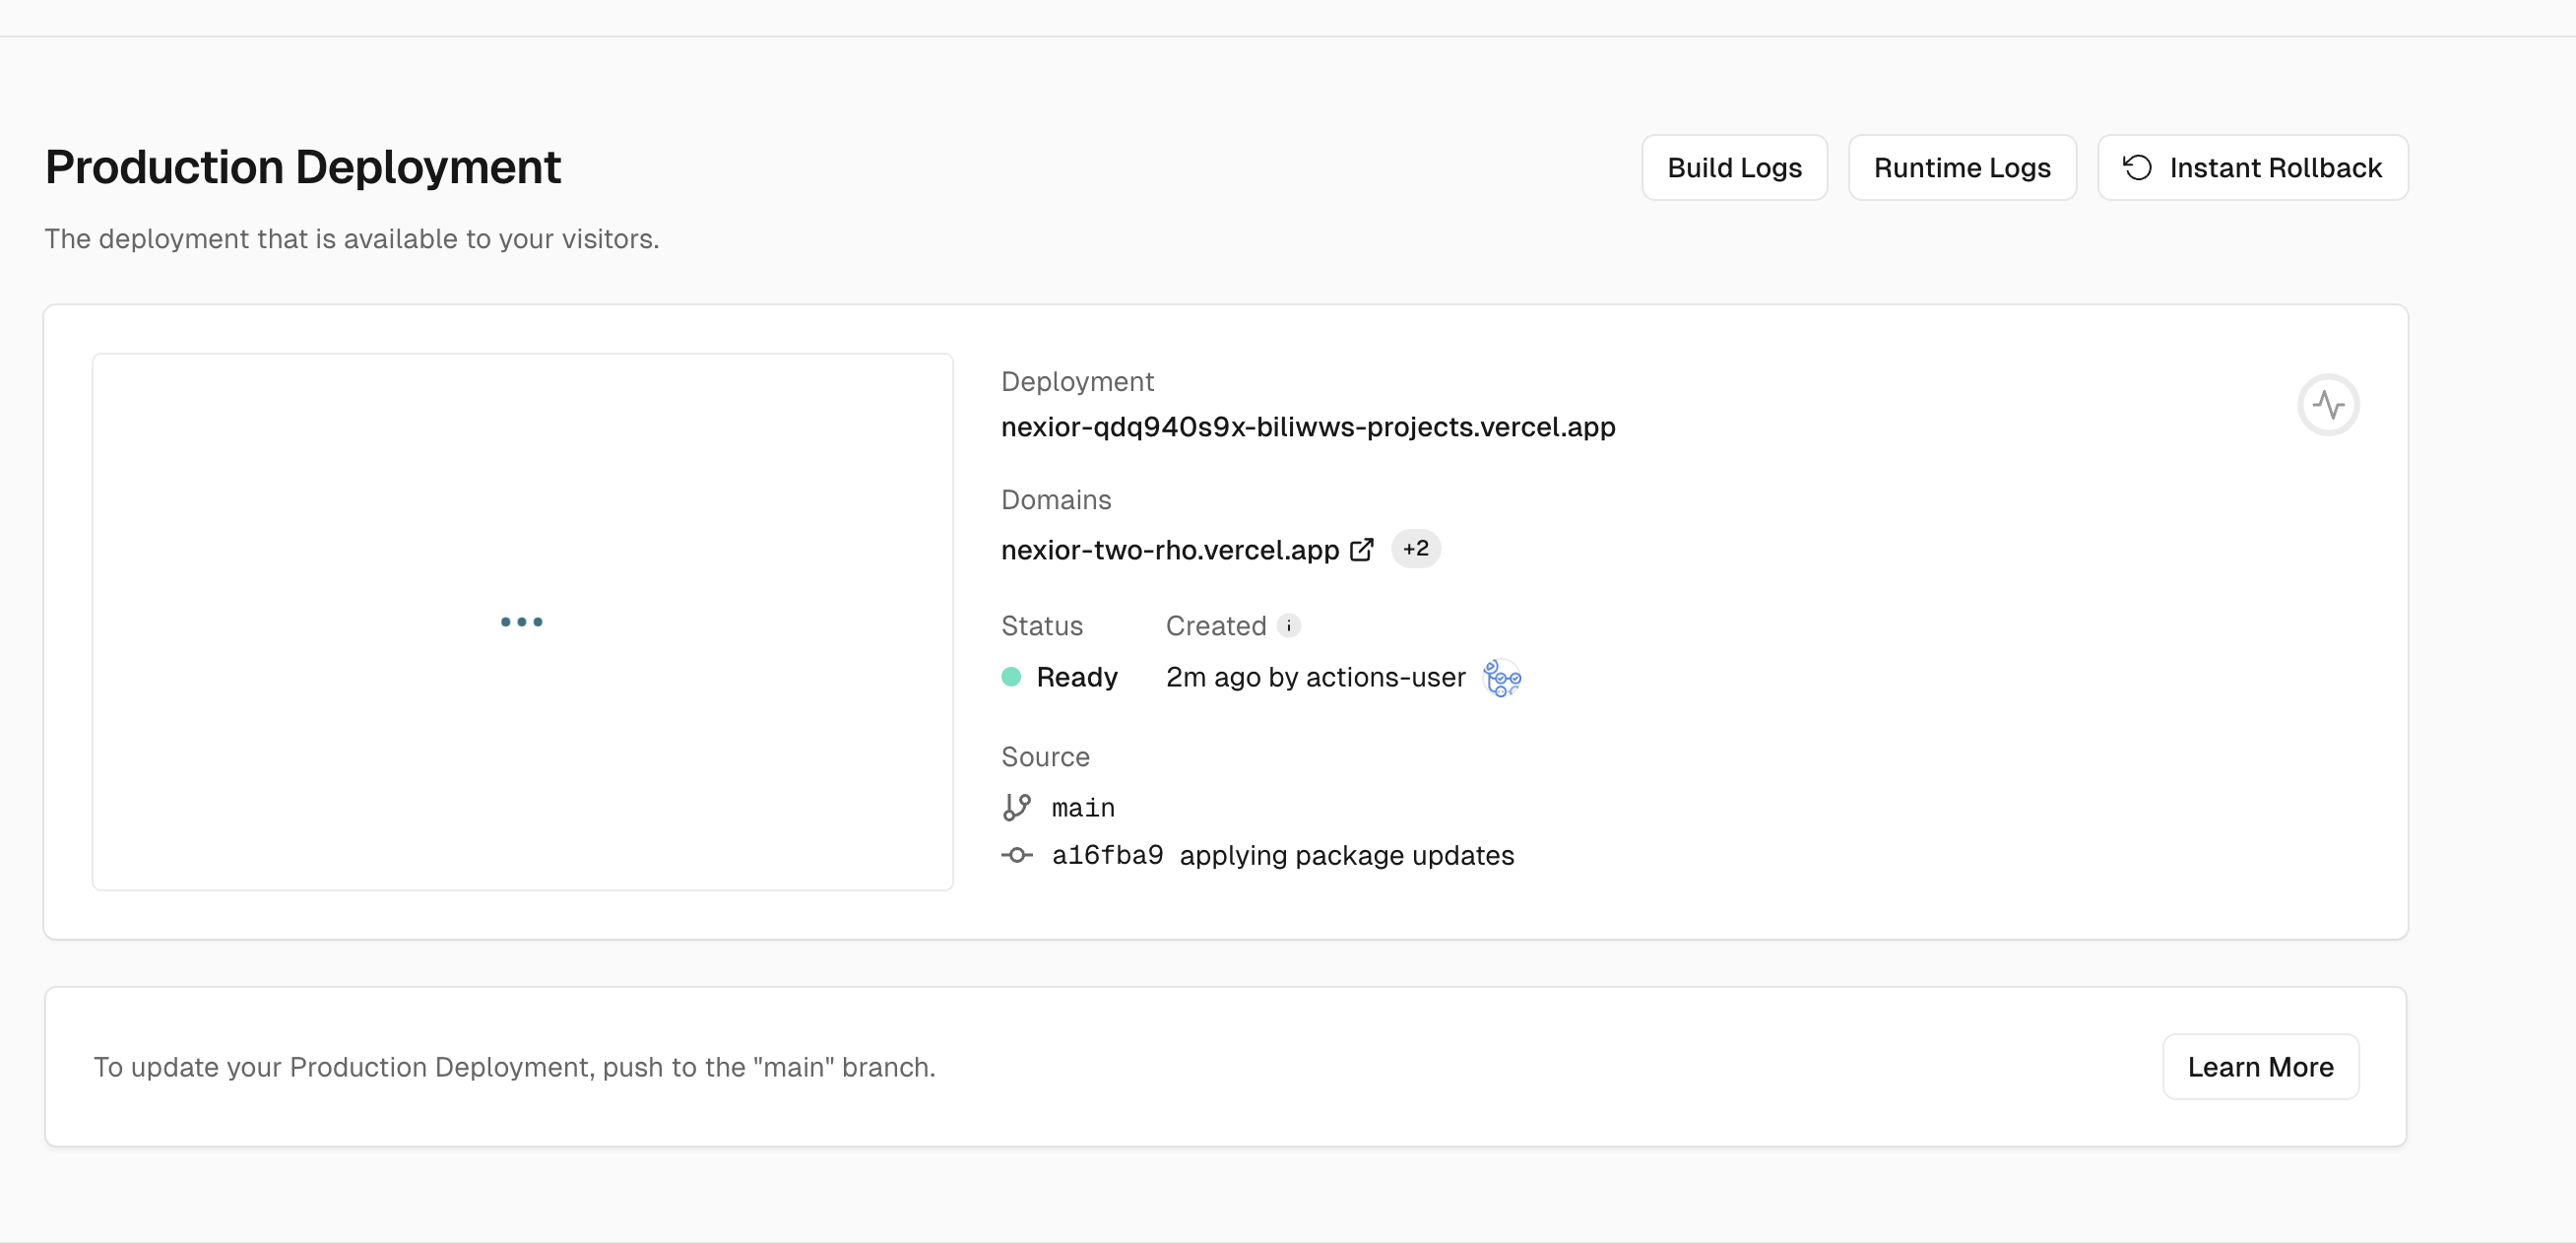 Production Deployment
Build Logs
Runtime Logs
Instant Rollback
The deployment that is available to your visitors.
Deployment
nexior-qdq940s9x-biliwws-projects.vercel.app
Domains
nexior-two-rho.vercel.app +2
Status
Created
Ready
2m ago by actions-user
Source
main
a16fba9 applying package updates
To update your Production Deployment, push to the "main" branch.
Learn More